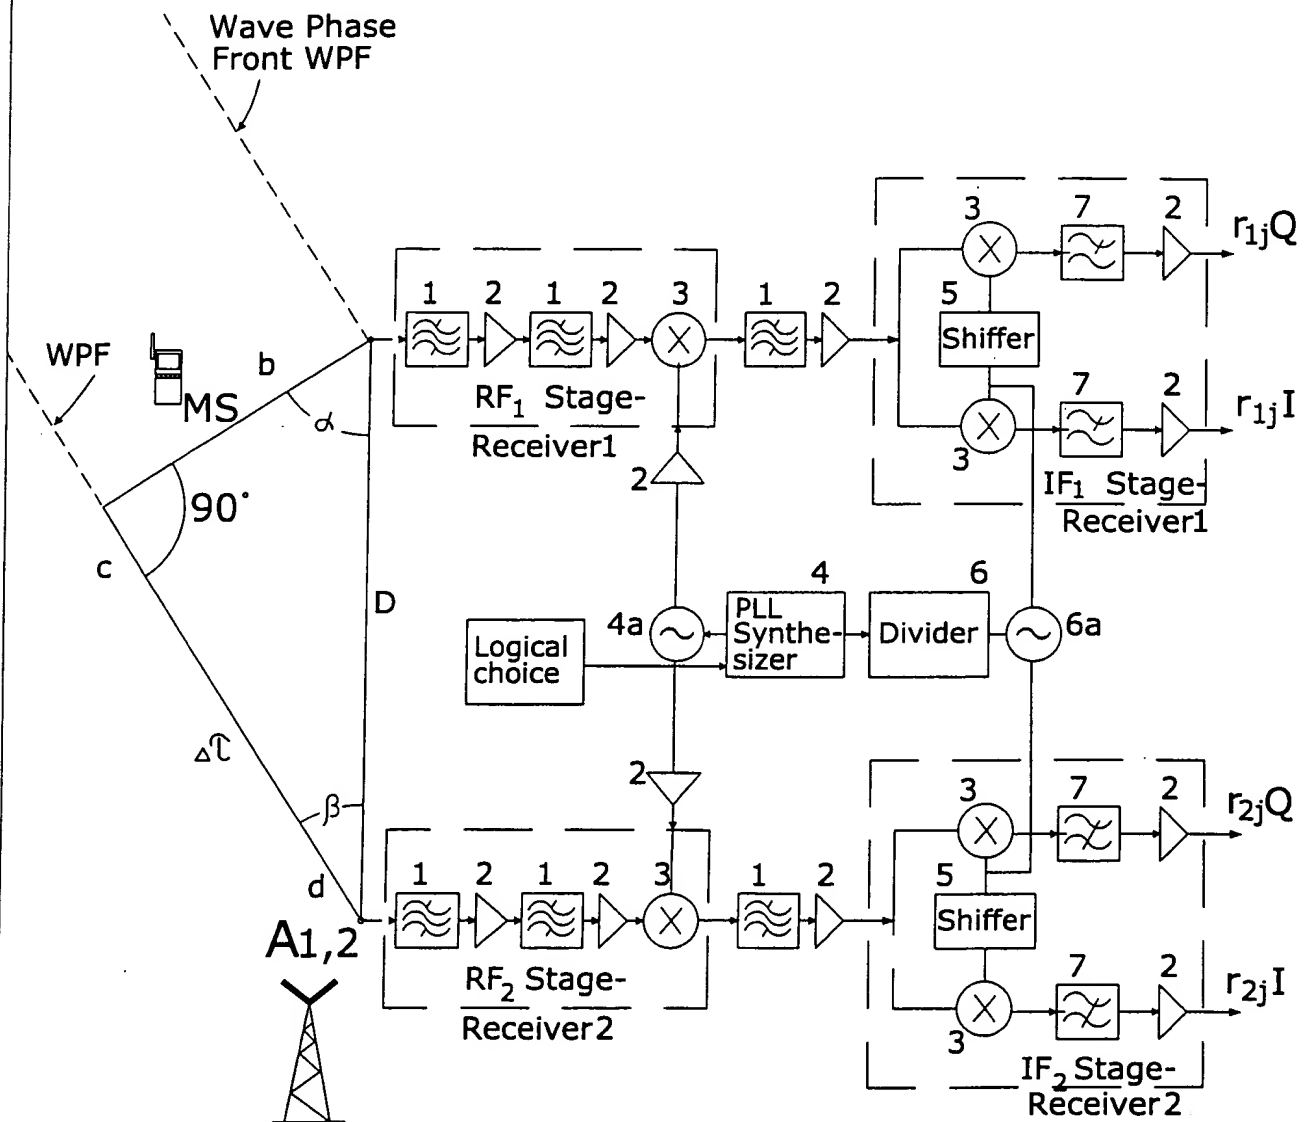 Wave Phase
Front WPF
WPF
b
MS
α
90°
c
D
Δτ
β
d
A1,2
1
2
1
2
3
RF1 Stage-
Receiver1
1
2
3
7
2
r1jQ
5
Shiffer
7
2
r1jI
3
IF1 Stage-
Receiver1
2
4a
4
PLL
Synthe-
sizer
6
Divider
6a
Logical
choice
2
1
2
1
2
3
RF2 Stage-
Receiver2
1
2
3
7
2
r2jQ
5
Shiffer
7
2
r2jI
3
IF2 Stage-
Receiver2